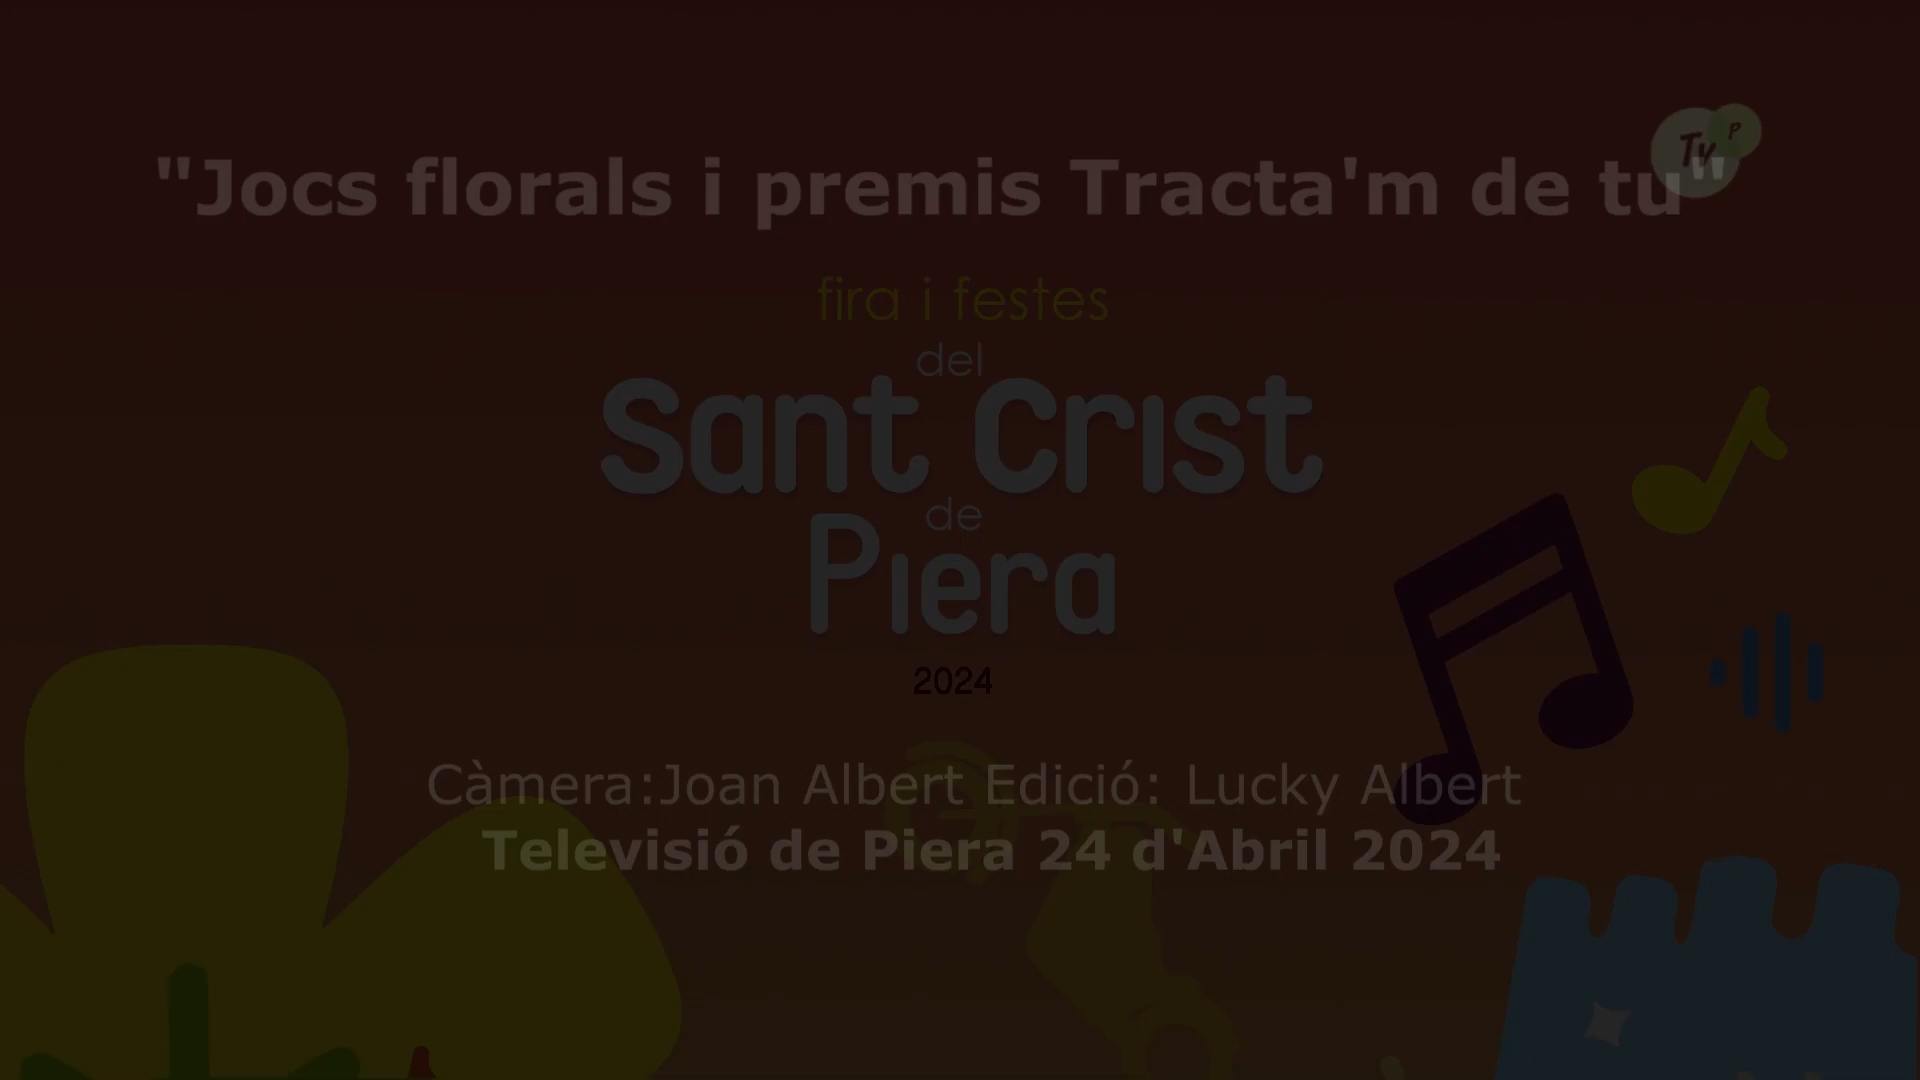 "Jocs florals i premis Tracta'm de tu"
Tv P
fira i festes
del
Sant Crist
de
Piera
2024
Càmera:Joan Albert Edició: Lucky Albert
Televisió de Piera 24 d'Abril 2024